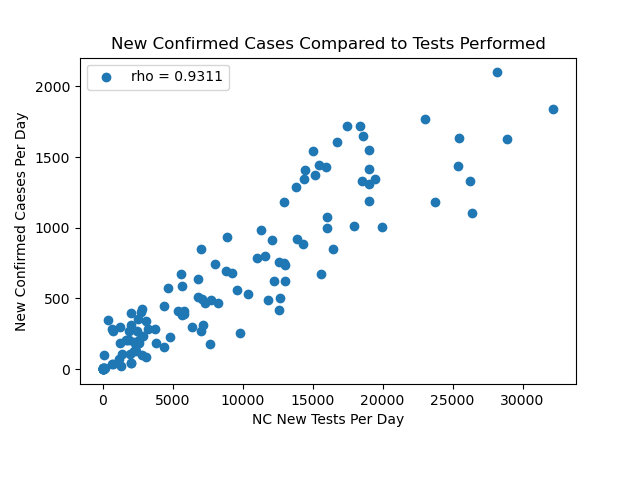 New Confirmed Cases Compared to Tests Performed
rho = 0.9311
New Confirmed Caeses Per Day
2000
1500
1000
500
0
0 5000 10000 15000 20000 25000 30000
NC New Tests Per Day